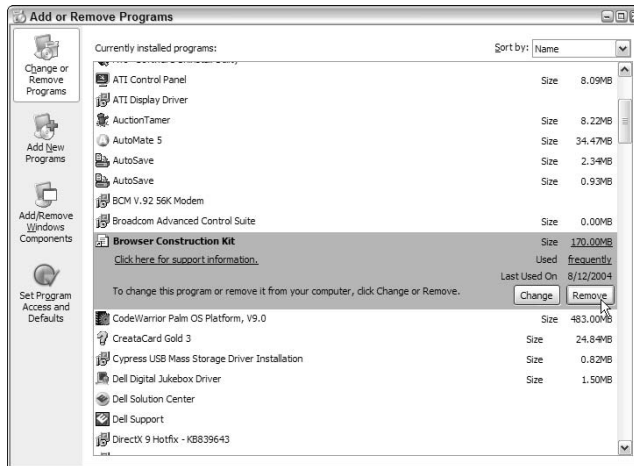 Add or Remove Programs
Change or
Remove
Programs
Add New
Programs
Add/Remove
Windows
Components
Set Program
Access and
Defaults
Currently installed programs:
Sort by: Name
ATI Control Panel Size 8.09MB
ATI Display Driver
AuctionTamer Size 8.22MB
AutoMate 5 Size 34.47MB
AutoSave Size 2.34MB
AutoSave Size 0.93MB
BCM V.92 56K Modem
Broadcom Advanced Control Suite Size 0.00MB
Browser Construction Kit Size 170.00MB
Click here for support information. Used frequently
Last Used On 8/12/2004
To change this program or remove it from your computer, click Change or Remove. Change Remove
CodeWarrior Palm OS Platform, V9.0 Size 483.00MB
CreataCard Gold 3 Size 24.84MB
Cypress USB Mass Storage Driver Installation Size 0.82MB
Dell Digital Jukebox Driver Size 1.50MB
Dell Solution Center
Dell Support
DirectX 9 Hotfix - KB839643